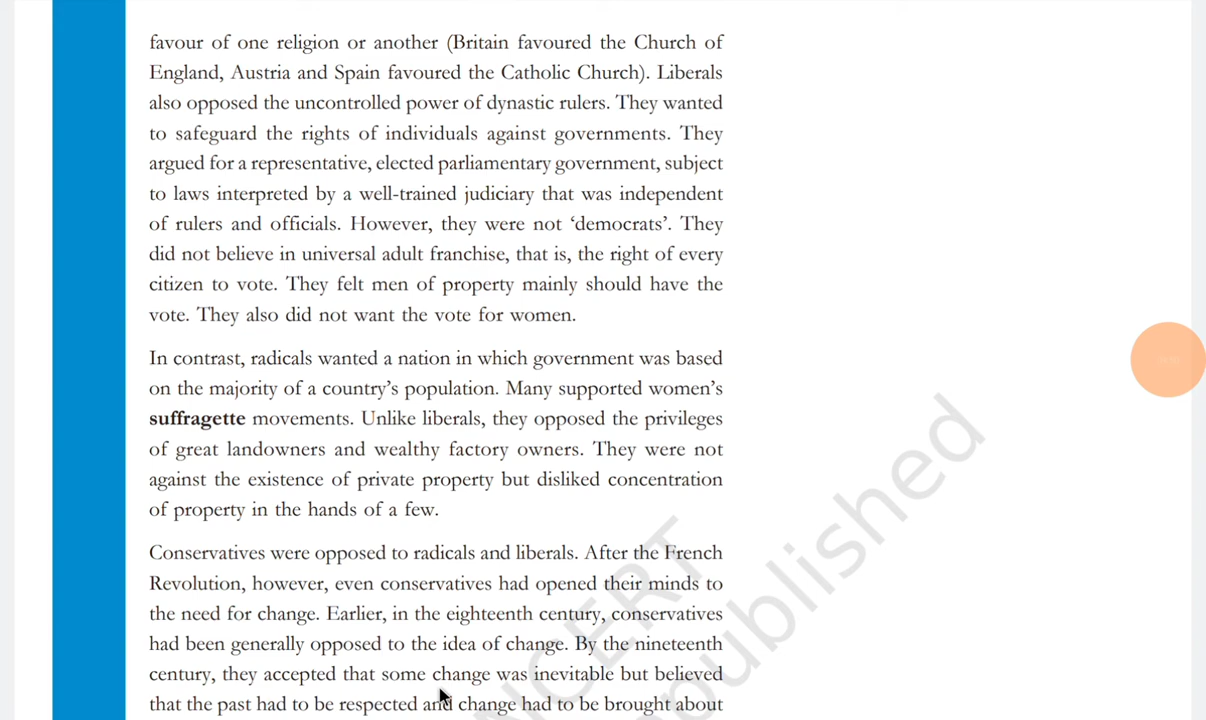 favour of one religion or another (Britain favoured the Church of
England, Austria and Spain favoured the Catholic Church). Liberals
also opposed the uncontrolled power of dynastic rulers. They wanted
to safeguard the rights of individuals against governments. They
argued for a representative, elected parliamentary government, subject
to laws interpreted by a well-trained judiciary that was independent
of rulers and officials. However, they were not ‘democrats’. They
did not believe in universal adult franchise, that is, the right of every
citizen to vote. They felt men of property mainly should have the
vote. They also did not want the vote for women.
In contrast, radicals wanted a nation in which government was based
on the majority of a country’s population. Many supported women’s
suffragette movements. Unlike liberals, they opposed the privileges
of great landowners and wealthy factory owners. They were not
against the existence of private property but disliked concentration
of property in the hands of a few.
Conservatives were opposed to radicals and liberals. After the French
Revolution, however, even conservatives had opened their minds to
the need for change. Earlier, in the eighteenth century, conservatives
had been generally opposed to the idea of change. By the nineteenth
century, they accepted that some change was inevitable but believed
that the past had to be respected and change had to be brought about
NCERT
published